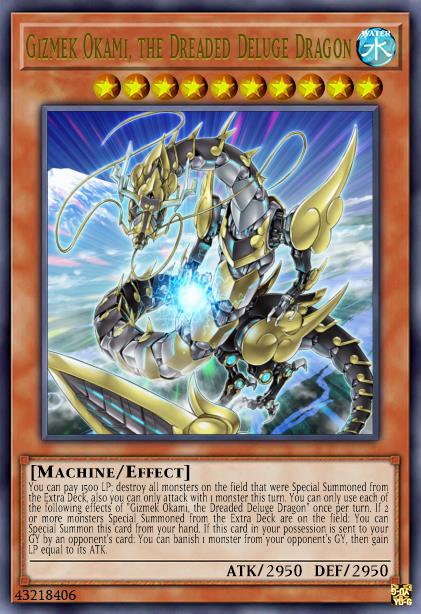 Gizmek Okami, the Dreaded Deluge Dragon
WATER
水
[Machine/Effect]
You can pay 1500 LP; destroy all monsters on the field that were Special Summoned
from the Extra Deck, also you can only attack with 1 monster this turn. You can only use each of
the following effects of "Gizmek Okami, the Dreaded Deluge Dragon" once per turn. If 2
or more monsters Special Summoned from the Extra Deck are on the field: You can
Special Summon this card from your hand. If this card in your possession is sent to your
GY by an opponent's card: You can banish 1 monster from your opponent's GY, then gain
LP equal to its ATK.
ATK/2950 DEF/2950
43218406